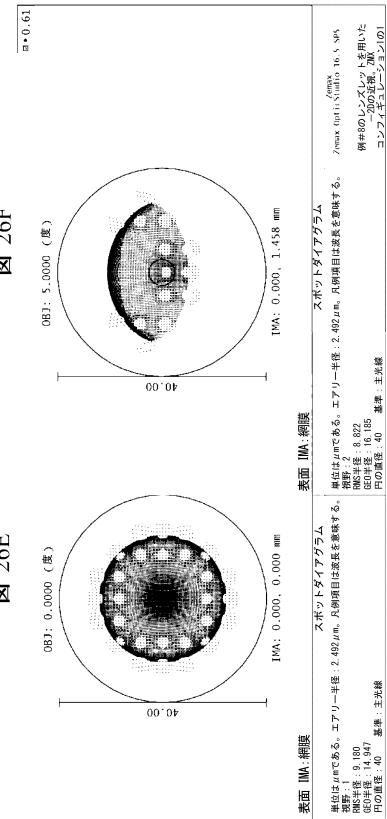 図 26E
OBJ: 0.0000 (度)
40.00
IMA: 0.000, 0.000 mm
表面 IMA:網膜
スポットダイアグラム
単位はμmである。エアリー半径：2.492μm。凡例項目は波長を意味する。
視野：1
RMS半径：9.180
GEO半径：14.947
円の直径：40 基準：主光線
図 26F
0.61
OBJ: 5.0000 (度)
40.00
IMA: 0.000, 1.458 mm
表面 IMA:網膜
スポットダイアグラム
単位はμmである。エアリー半径：2.492μm。凡例項目は波長を意味する。
視野：2
RMS半径：8.822
GEO半径：16.185
円の直径：40 基準：主光線
Zemax
Zemax OpticStudio 16.5 SP5
例#8のレンズレットを用いた
−2Dの近視。ZMX
コンフィギュレーション1の1